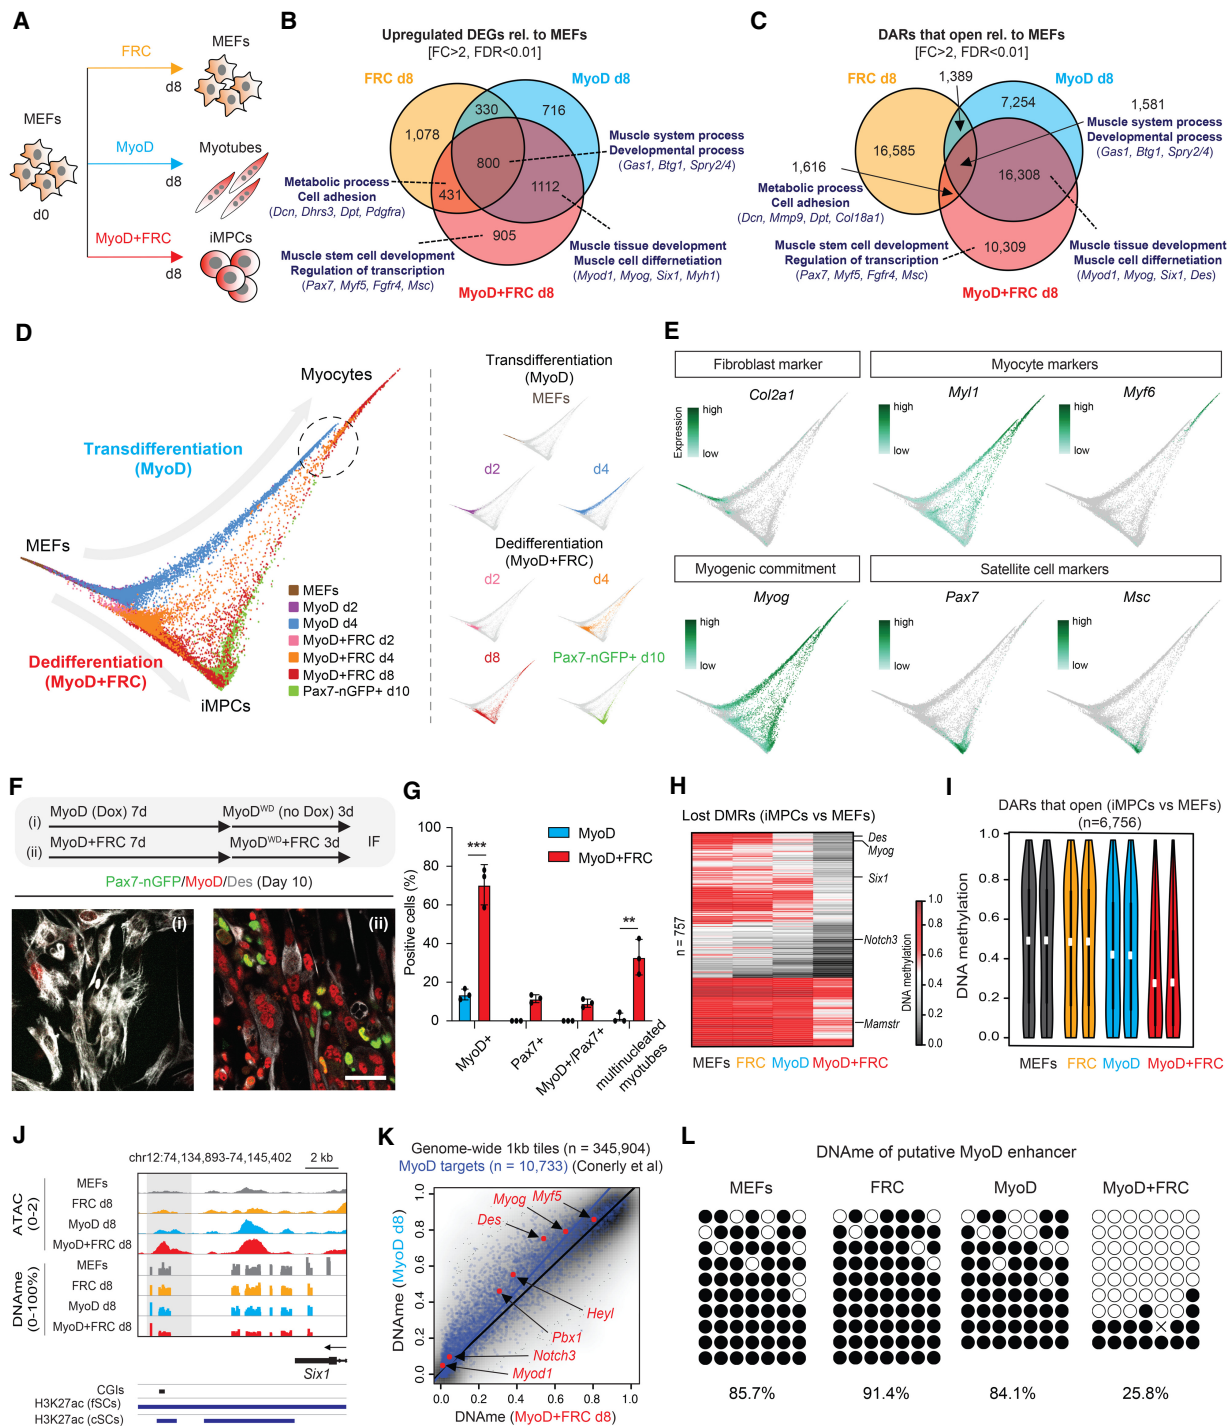 A
FRC
d8
MEFs
MEFs
d0
MyoD
d8
Myotubes
MyoD+FRC
d8
iMPCs
B
Upregulated DEGs rel. to MEFs
[FC>2, FDR<0.01]
FRC d8
MyoD d8
330
716
1,078
800
431
1112
905
Muscle system process
Developmental process
(Gas1, Btg1, Spry2/4)
Metabolic process
Cell adhesion
(Dcn, Dhrs3, Dpt, Pdgfra)
Muscle stem cell development
Regulation of transcription
(Pax7, Myf5, Fgfr4, Msc)
Muscle tissue development
Muscle cell differnetiation
(Myod1, Myog, Six1, Myh1)
MyoD+FRC d8
C
DARs that open rel. to MEFs
[FC>2, FDR<0.01]
FRC d8
1,389
MyoD d8
7,254
1,581
16,585
Muscle system process
Developmental process
(Gas1, Btg1, Spry2/4)
1,616
16,308
Metabolic process
Cell adhesion
(Dcn, Mmp9, Dpt, Col18a1)
10,309
Muscle stem cell development
Regulation of transcription
(Pax7, Myf5, Fgfr4, Msc)
Muscle tissue development
Muscle cell differnetiation
(Myod1, Myog, Six1, Des)
MyoD+FRC d8
D
Myocytes
Transdifferentiation
(MyoD)
MEFs
Dedifferentiation
(MyoD+FRC)
iMPCs
MEFs
MyoD d2
MyoD d4
MyoD+FRC d2
MyoD+FRC d4
MyoD+FRC d8
Pax7-nGFP+ d10
Transdifferentiation
(MyoD)
MEFs
d2
d4
Dedifferentiation
(MyoD+FRC)
d2
d4
d8
Pax7-nGFP+ d10
E
Fibroblast marker
Myocyte markers
Col2a1
Myl1
Myf6
Expression
high
low
high
low
high
low
Myogenic commitment
Satellite cell markers
Myog
Pax7
Msc
high
low
high
low
high
low
F
(i)
MyoD (Dox) 7d
MyoDWD (no Dox) 3d
(ii)
MyoD+FRC 7d
MyoDWD+FRC 3d
IF
Pax7-nGFP/MyoD/Des (Day 10)
(i)
(ii)
G
Positive cells (%)
100
80
60
40
20
0
***
**
MyoD
MyoD+FRC
MyoD+
Pax7+
MyoD+/Pax7+
multinucleated
myotubes
H
Lost DMRs (iMPCs vs MEFs)
n = 757
Des
Myog
Six1
Notch3
Mamstr
DNA methylation
1.0
0.8
0.6
0.4
0.2
0.0
MEFs
FRC
MyoD
MyoD+FRC
I
DARs that open (iMPCs vs MEFs)
(n=6,756)
DNA methylation
1.0
0.8
0.6
0.4
0.2
0.0
MEFs
FRC
MyoD
MyoD+FRC
J
chr12:74,134,893-74,145,402
2 kb
ATAC
(0-2)
MEFs
FRC d8
MyoD d8
MyoD+FRC d8
DNAme
(0-100%)
MEFs
FRC d8
MyoD d8
MyoD+FRC d8
Six1
CGIs
H3K27ac (fSCs)
H3K27ac (cSCs)
K
Genome-wide 1kb tiles (n = 345,904)
MyoD targets (n = 10,733) (Conerly et al)
DNAme (MyoD d8)
1.0
0.8
0.6
0.4
0.2
0.0
Myog
Myf5
Des
Heyl
Pbx1
Notch3
Myod1
0.0
0.2
0.4
0.6
0.8
1.0
DNAme (MyoD+FRC d8)
L
DNAme of putative MyoD enhancer
MEFs
FRC
MyoD
MyoD+FRC
85.7%
91.4%
84.1%
25.8%